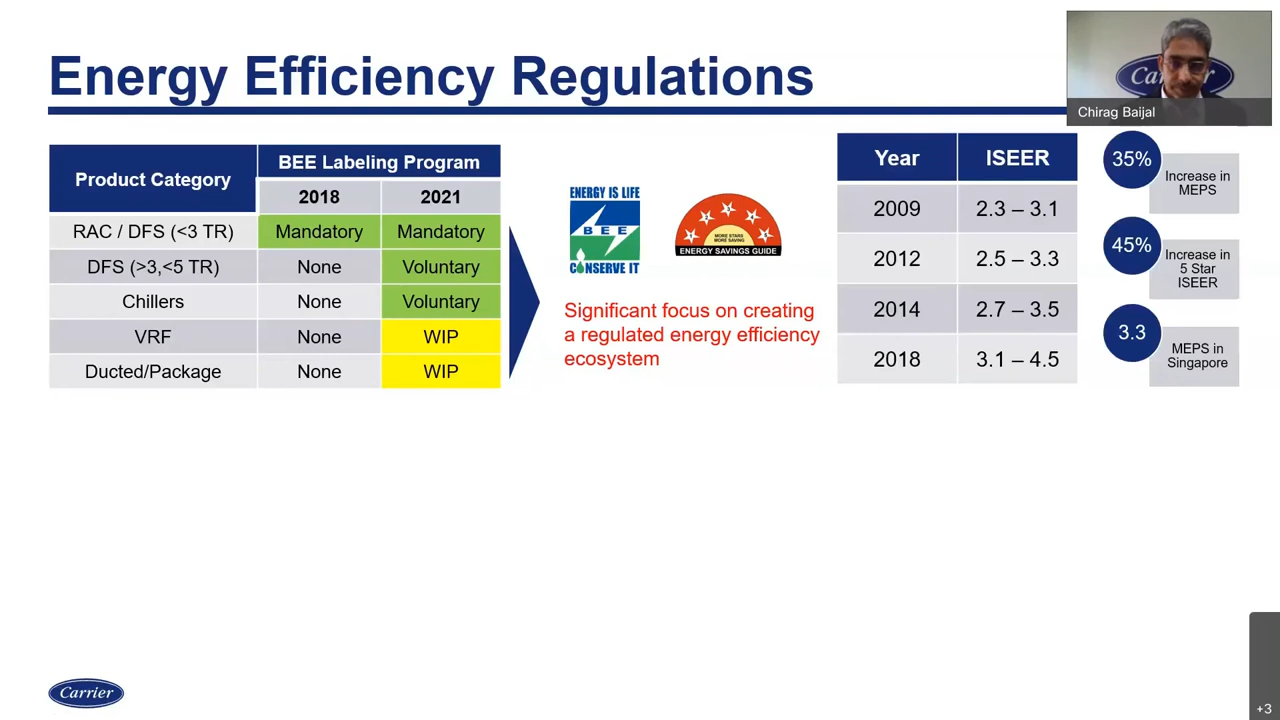 Energy Efficiency Regulations
Carrier
Chirag Baijal
Product Category
BEE Labeling Program
2018
2021
RAC / DFS (<3 TR)
Mandatory
Mandatory
DFS (>3,<5 TR)
None
Voluntary
Chillers
None
Voluntary
VRF
None
WIP
Ducted/Package
None
WIP
ENERGY IS LIFE
BEE
CONSERVE IT
MORE STARS
MORE SAVING
ENERGY SAVINGS GUIDE
Significant focus on creating
a regulated energy efficiency
ecosystem
Year
ISEER
2009
2.3 – 3.1
2012
2.5 – 3.3
2014
2.7 – 3.5
2018
3.1 – 4.5
35%
Increase in
MEPS
45%
Increase in
5 Star
ISEER
3.3
MEPS in
Singapore
Carrier
+3